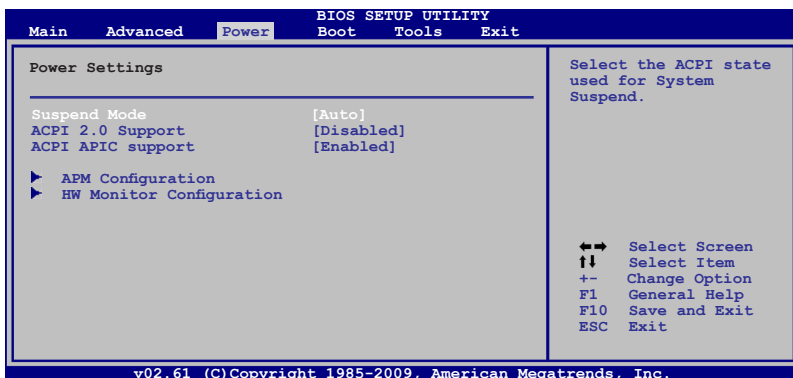 BIOS SETUP UTILITY
Main Advanced Power Boot Tools Exit
Power Settings
Suspend Mode [Auto]
ACPI 2.0 Support [Disabled]
ACPI APIC support [Enabled]
APM Configuration
HW Monitor Configuration
Select the ACPI state
used for System
Suspend.
Select Screen
Select Item
+- Change Option
F1 General Help
F10 Save and Exit
ESC Exit
v02.61 (C)Copyright 1985-2009, American Megatrends, Inc.